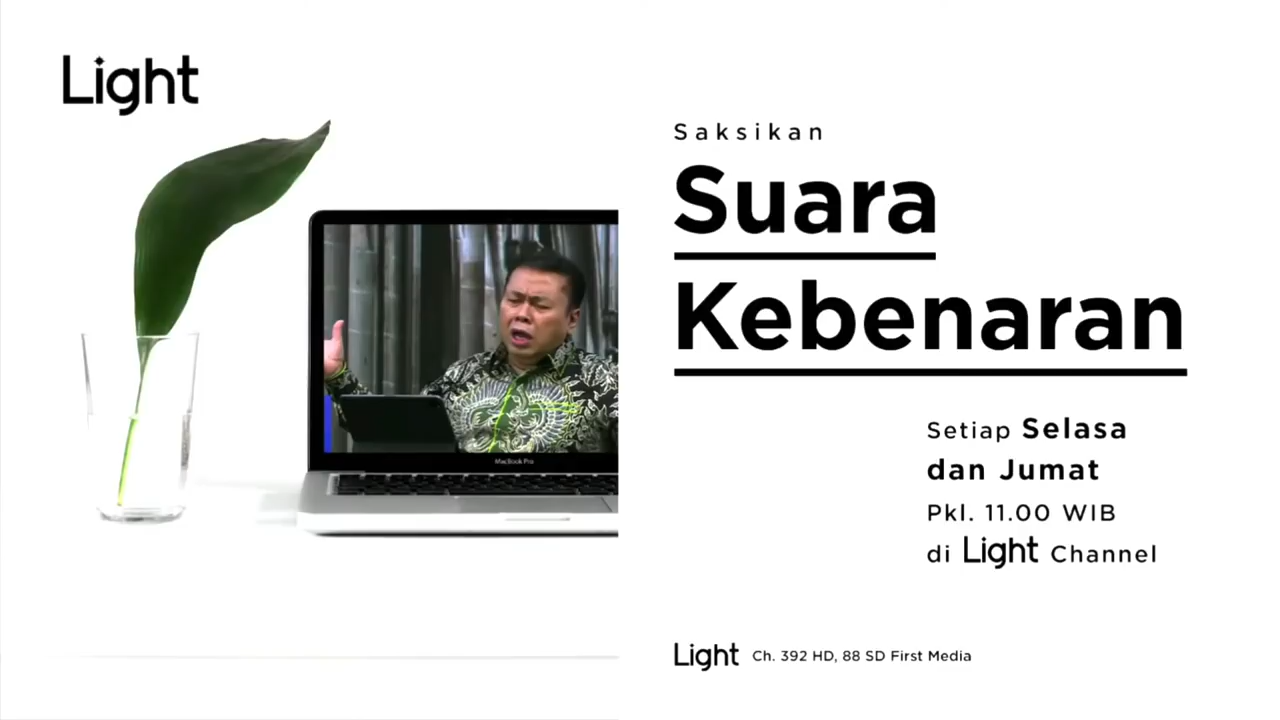 Light
Saksikan
Suara
Kebenaran
Setiap Selasa
dan Jumat
Pkl. 11.00 WIB
di Light Channel
MacBook Pro
Light Ch. 392 HD, 88 SD First Media